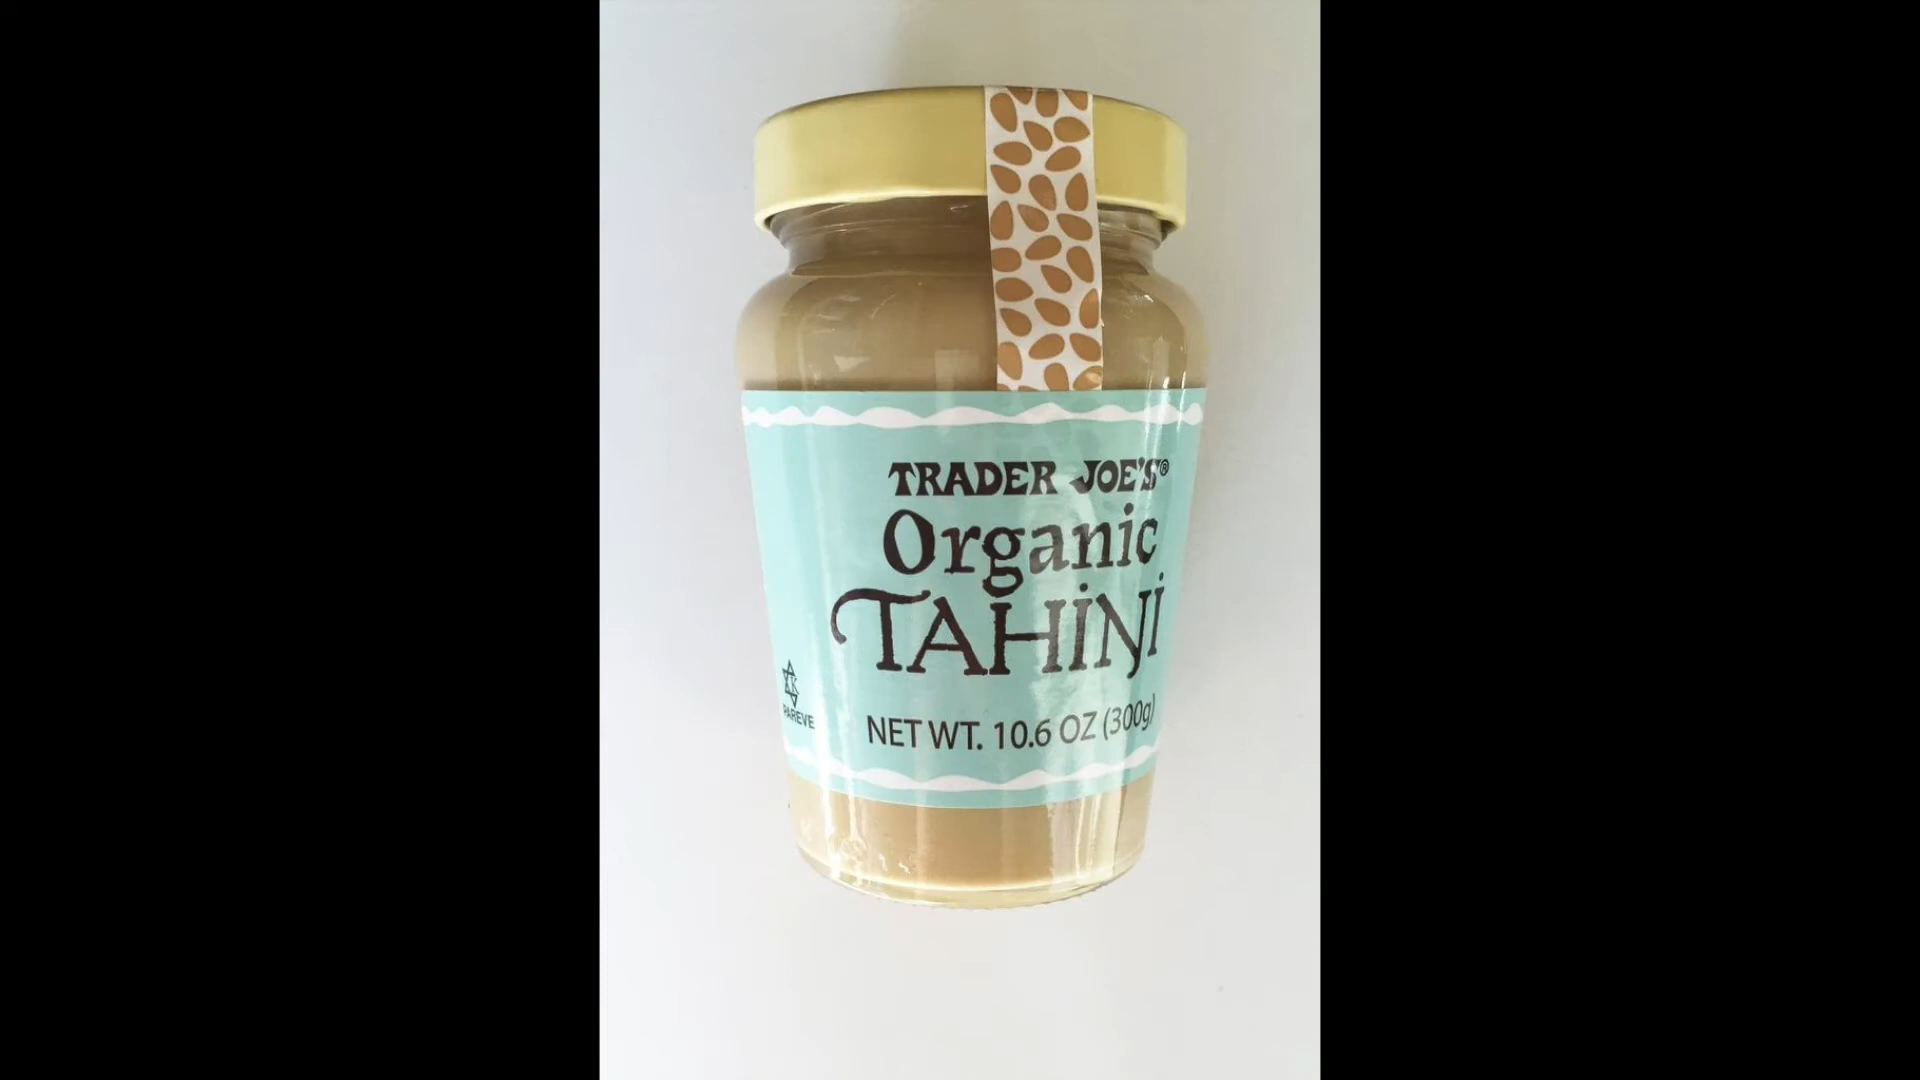 TRADER JOE'S®
Organic
TAHINI
K
PAREVE
NET WT. 10.6 OZ (300g)